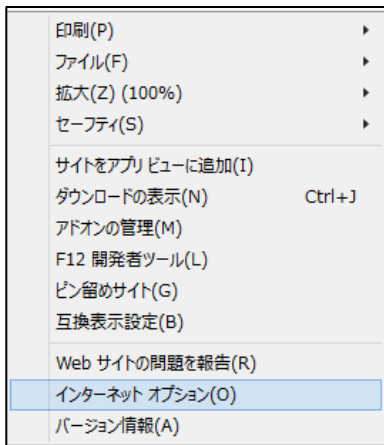 印刷(P)
ファイル(F)
拡大(Z) (100%)
セーフティ(S)
サイトをアプリ ビューに追加(I)
ダウンロードの表示(N) Ctrl+J
アドオンの管理(M)
F12 開発者ツール(L)
ピン留めサイト(G)
互換表示設定(B)
Web サイトの問題を報告(R)
インターネット オプション(O)
バージョン情報(A)